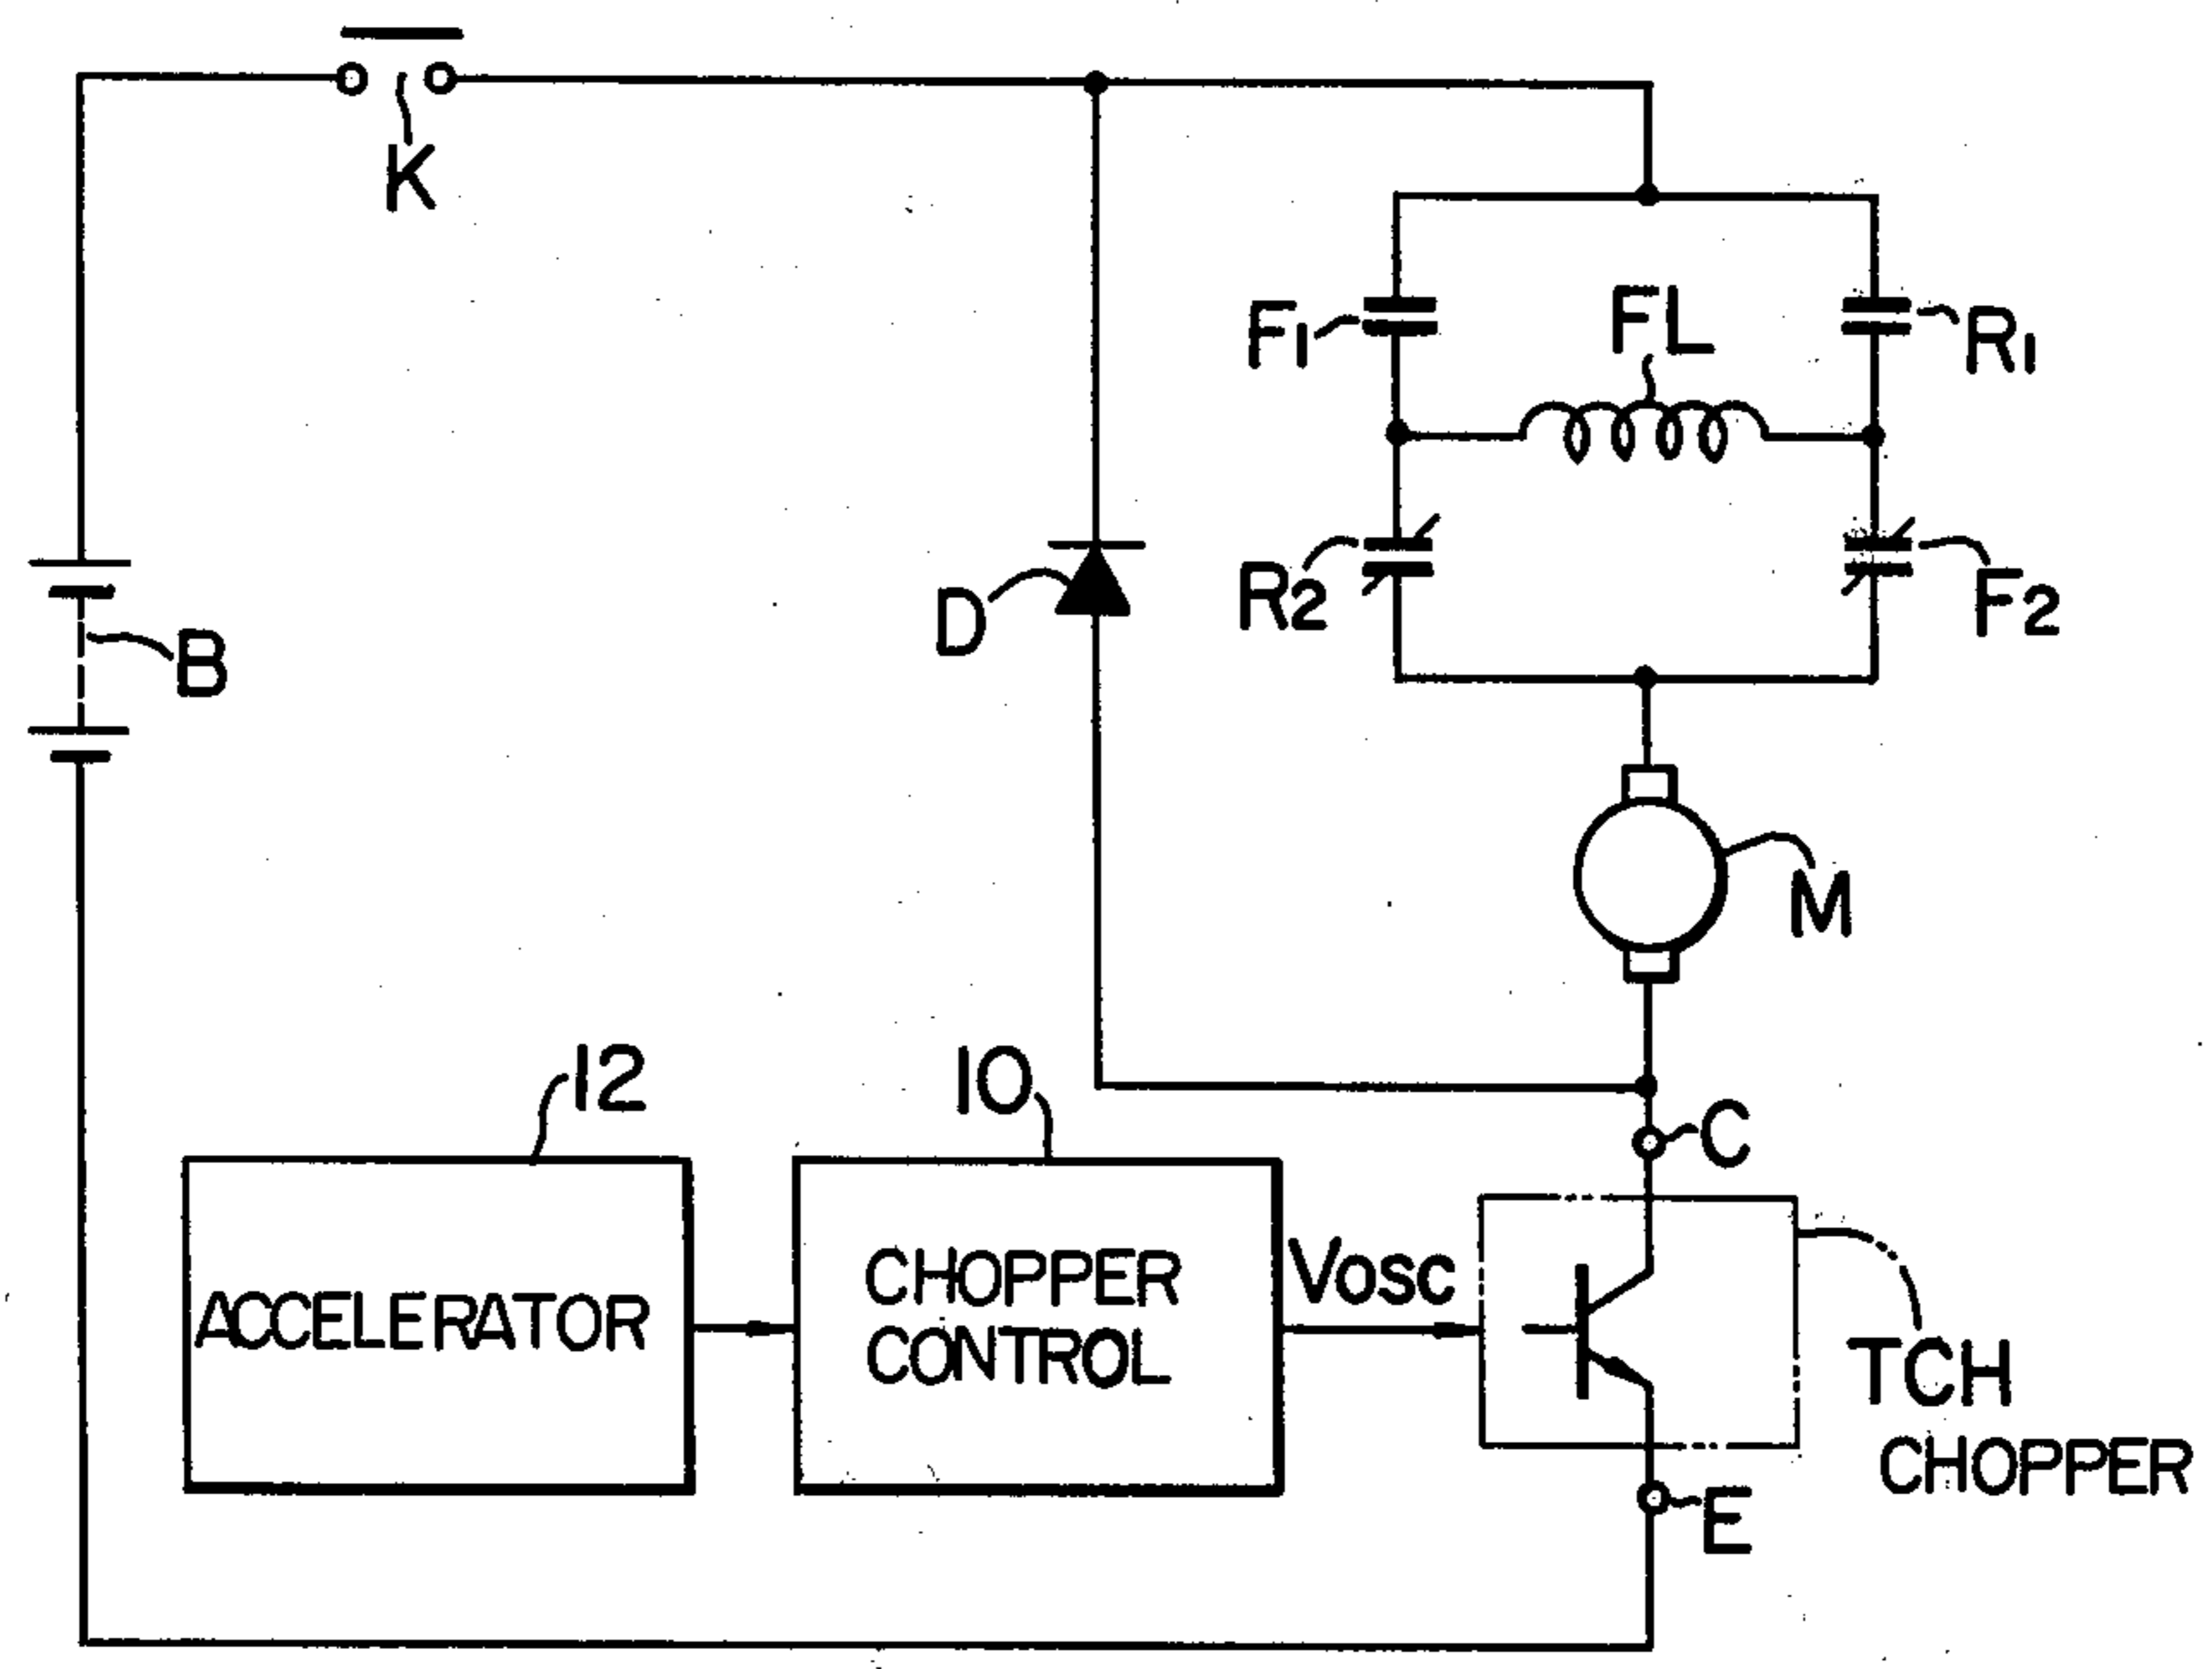 K
F1
FL
R1
B
D
R2
F2
M
12
10
C
ACCELERATOR
CHOPPER
CONTROL
VOSC
TCH
CHOPPER
E